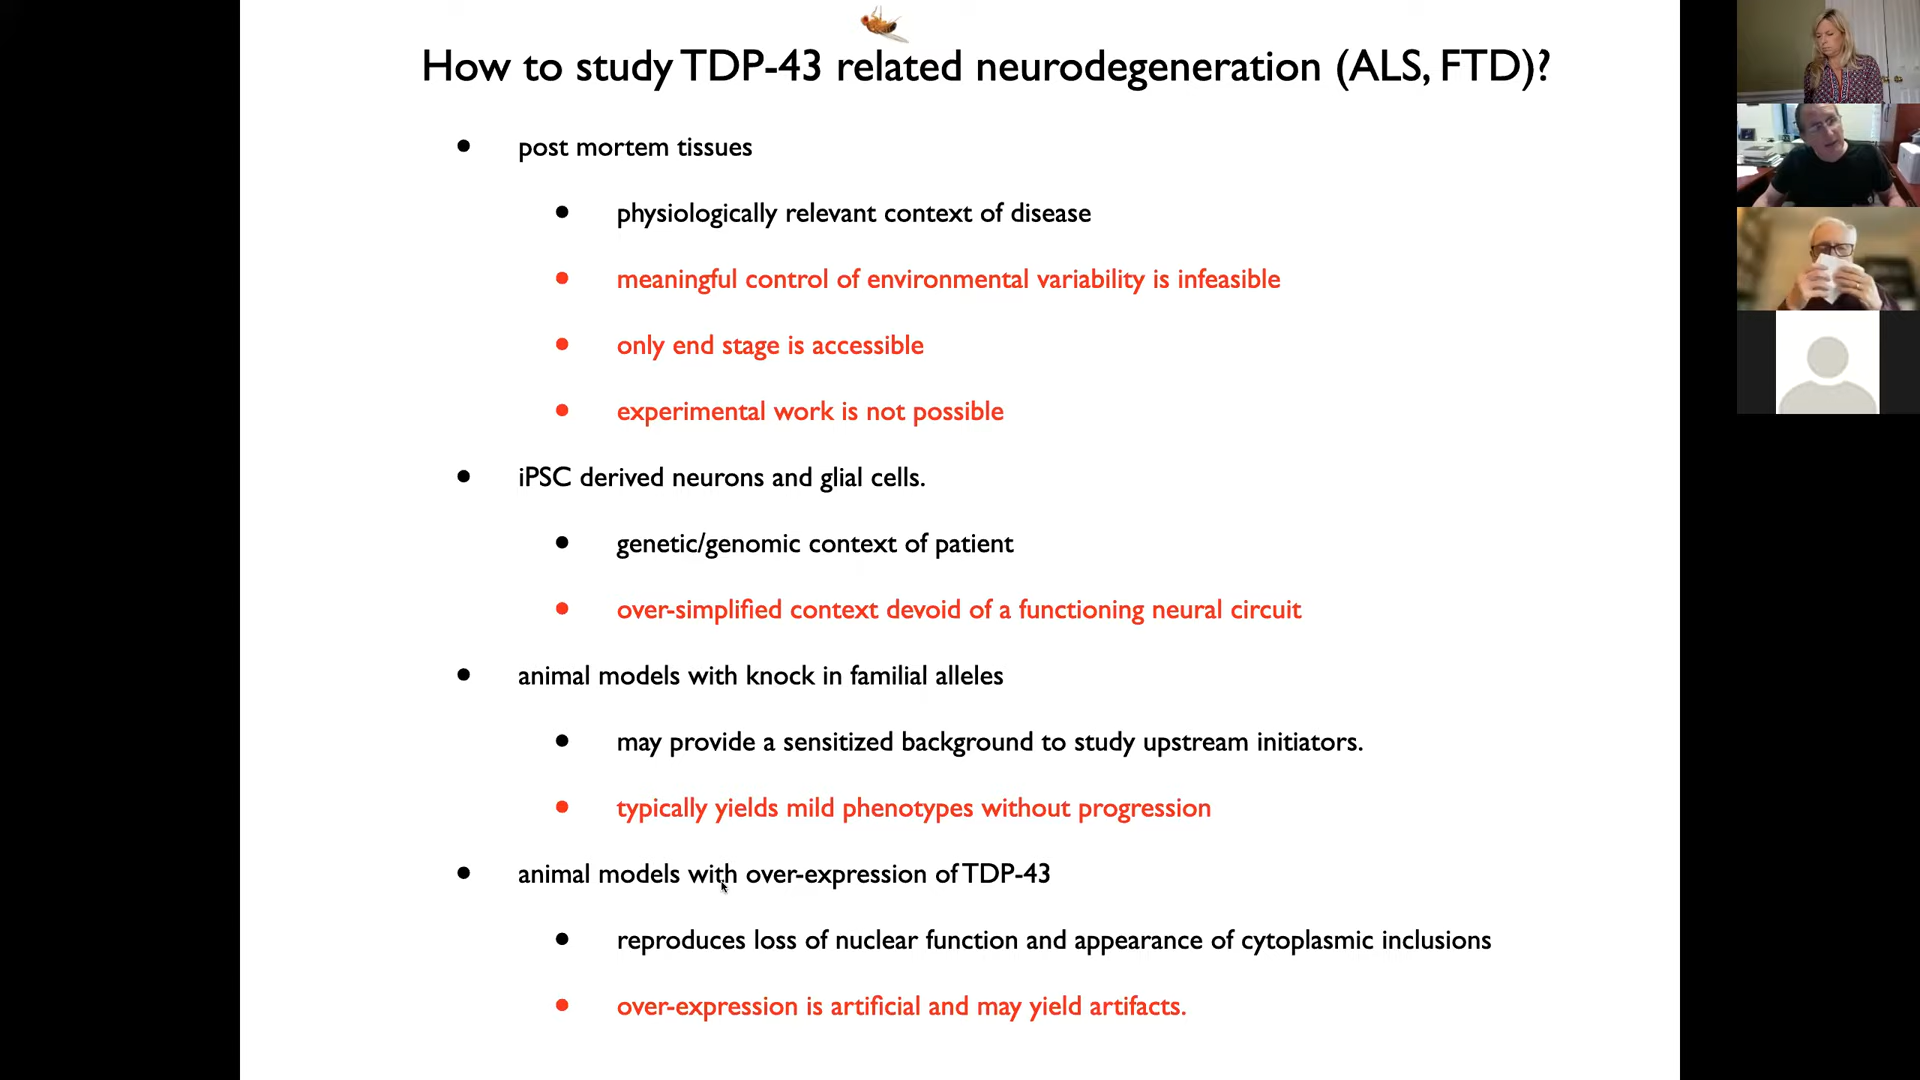 How to study TDP-43 related neurodegeneration (ALS, FTD)?
• post mortem tissues
• physiologically relevant context of disease
• meaningful control of environmental variability is infeasible
• only end stage is accessible
• experimental work is not possible
• iPSC derived neurons and glial cells.
• genetic/genomic context of patient
• over-simplified context devoid of a functioning neural circuit
• animal models with knock in familial alleles
• may provide a sensitized background to study upstream initiators.
• typically yields mild phenotypes without progression
• animal models with over-expression of TDP-43
• reproduces loss of nuclear function and appearance of cytoplasmic inclusions
• over-expression is artificial and may yield artifacts.